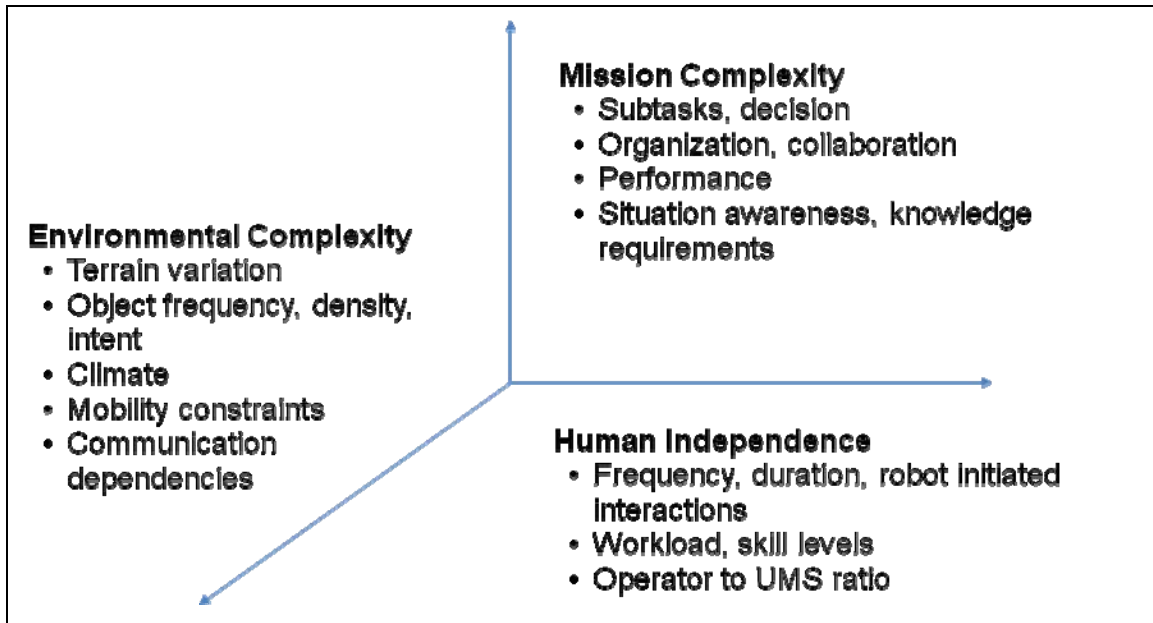 Mission Complexity
• Subtasks, decision
• Organization, collaboration
• Performance
• Situation awareness, knowledge
requirements
Environmental Complexity
• Terrain variation
• Object frequency, density,
intent
• Climate
• Mobility constraints
• Communication
dependencies
Human Independence
• Frequency, duration, robot initiated
interactions
• Workload, skill levels
• Operator to UMS ratio